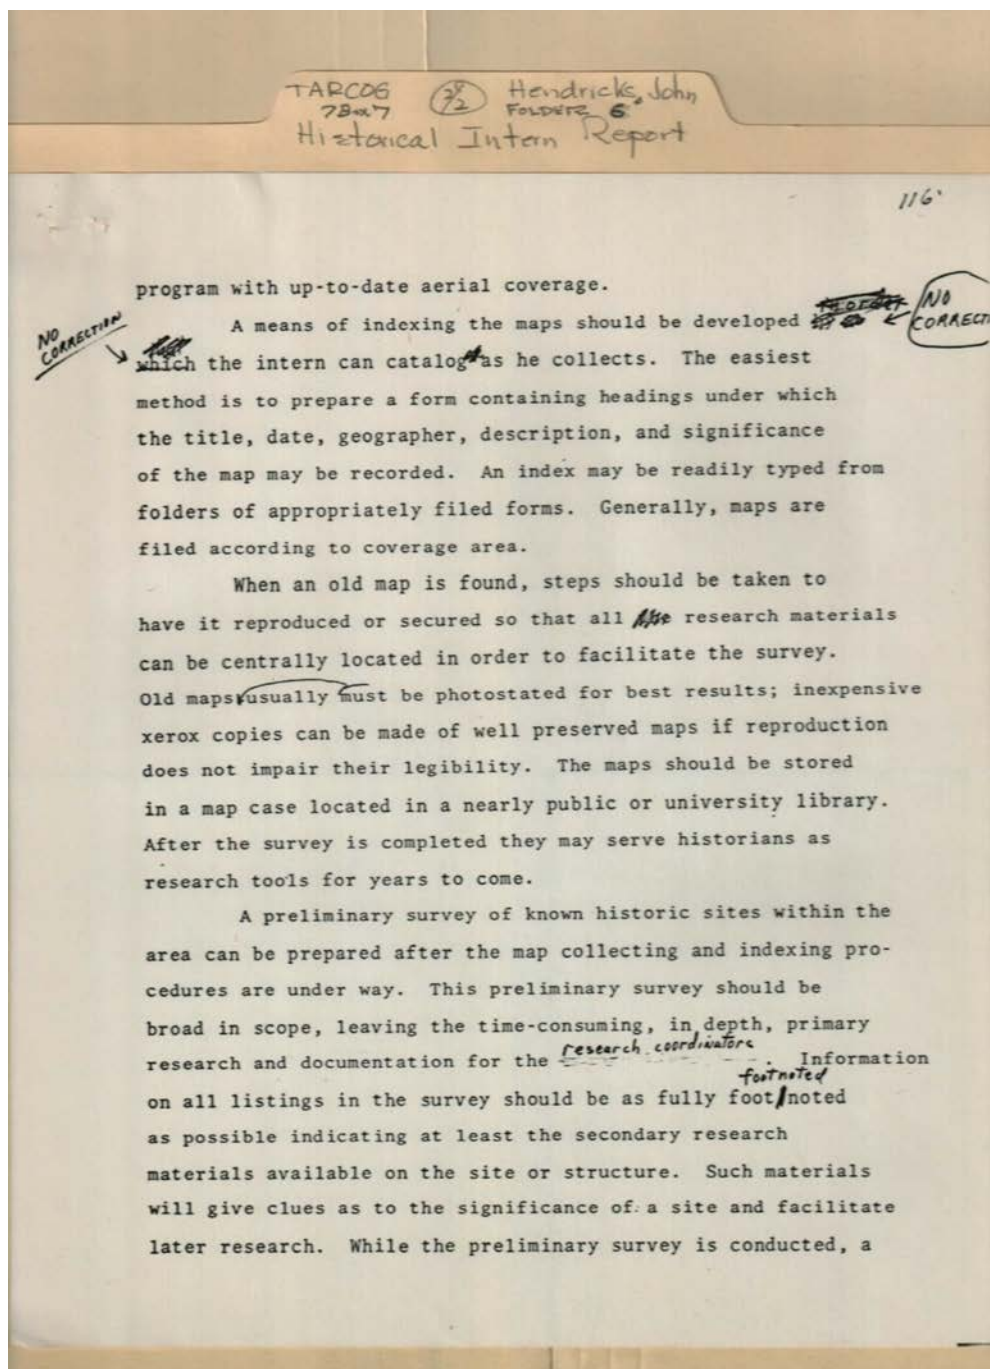 TARCOG Hendricks, John
FOLDER 6
Historical Intern Report
116
program with up-to-date aerial coverage.
NO CORRECTION
A means of indexing the maps should be developed
NO CORRECTI
which the intern can catalog as he collects. The easiest
method is to prepare a form containing headings under which
the title, date, geographer, description, and significance
of the map may be recorded. An index may be readily typed from
folders of appropriately filed forms. Generally, maps are
filed according to coverage area.
When an old map is found, steps should be taken to
have it reproduced or secured so that all research materials
can be centrally located in order to facilitate the survey.
Old maps usually must be photostated for best results; inexpensive
xerox copies can be made of well preserved maps if reproduction
does not impair their legibility. The maps should be stored
in a map case located in a nearly public or university library.
After the survey is completed they may serve historians as
research tools for years to come.
A preliminary survey of known historic sites within the
area can be prepared after the map collecting and indexing pro-
cedures are under way. This preliminary survey should be
broad in scope, leaving the time-consuming, in depth, primary
research and documentation for the research coordinators. Information
footnoted
on all listings in the survey should be as fully foot/noted
as possible indicating at least the secondary research
materials available on the site or structure. Such materials
will give clues as to the significance of a site and facilitate
later research. While the preliminary survey is conducted, a